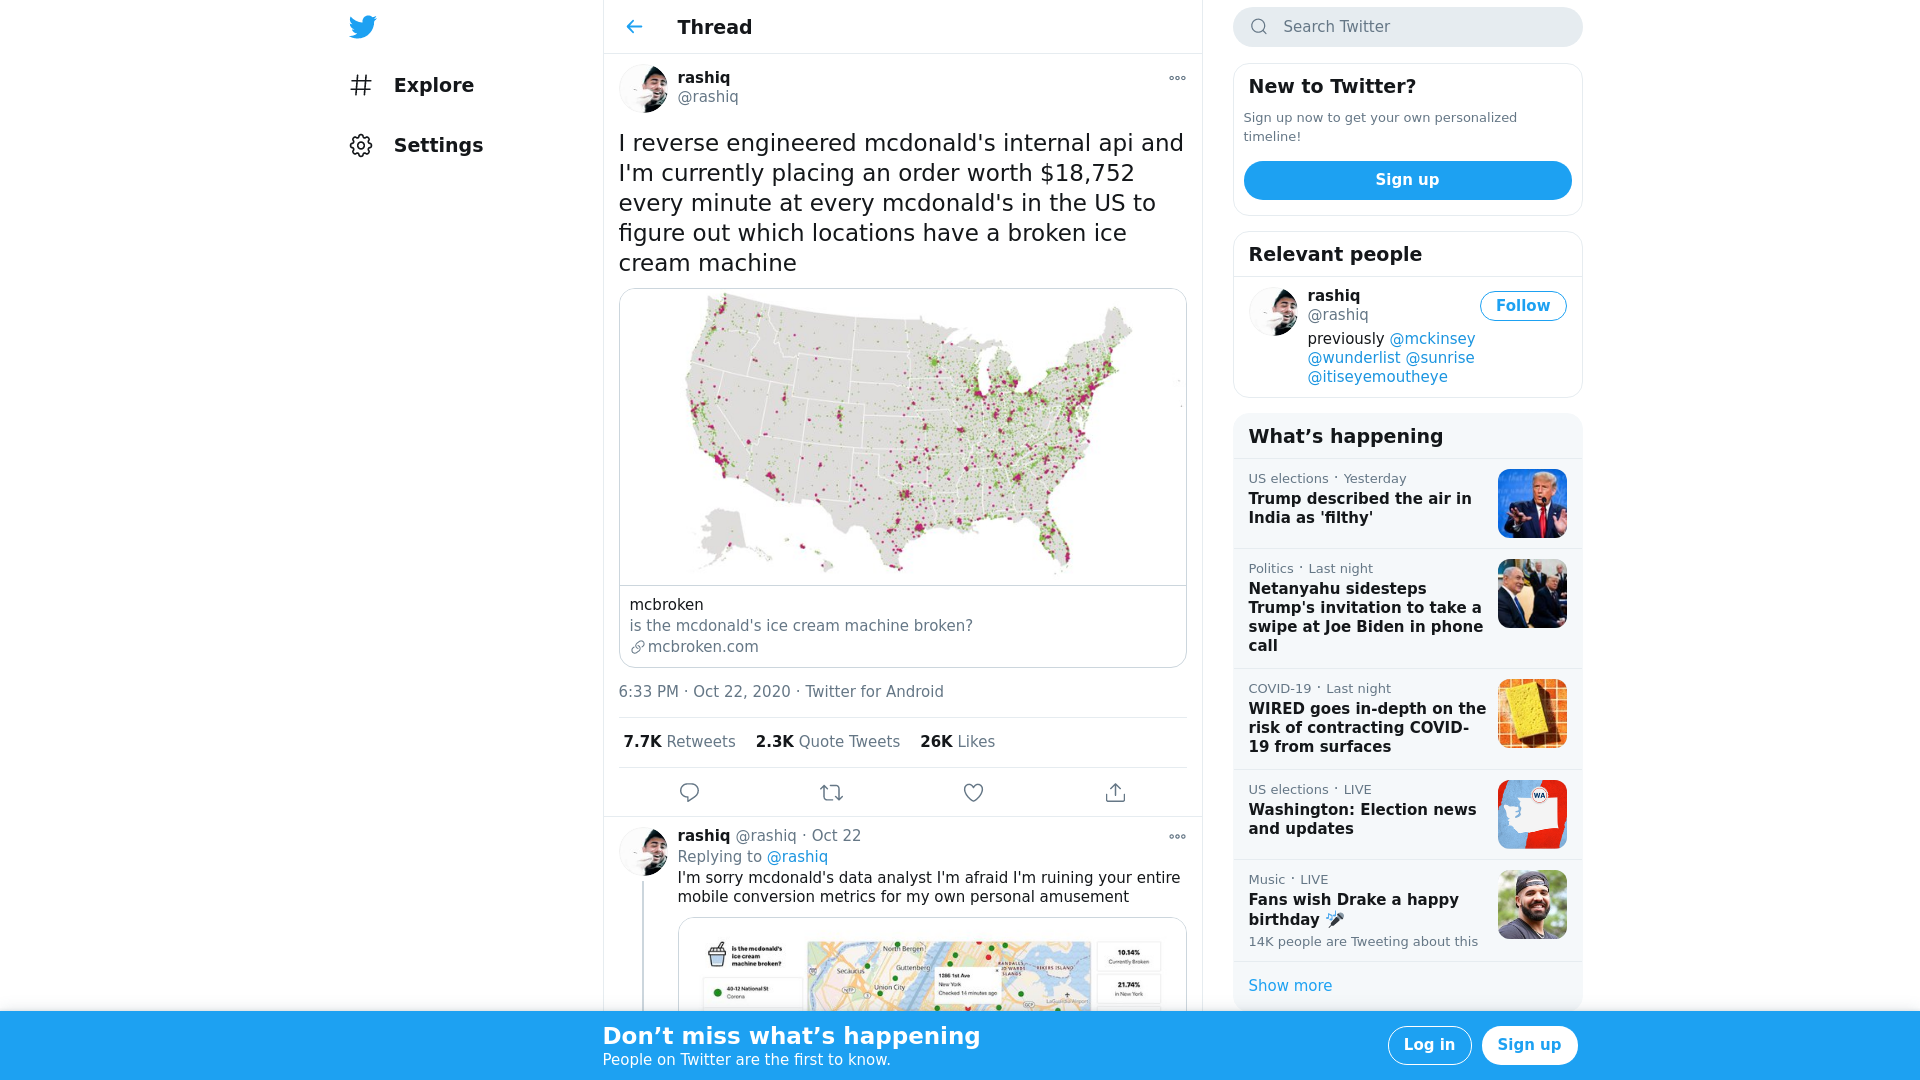 Explore
Settings
Thread
rashiq
@rashiq
I reverse engineered mcdonald's internal api and
I'm currently placing an order worth $18,752
every minute at every mcdonald's in the US to
figure out which locations have a broken ice
cream machine
mcbroken
is the mcdonald's ice cream machine broken?
mcbroken.com
6:33 PM · Oct 22, 2020 · Twitter for Android
7.7K Retweets 2.3K Quote Tweets 26K Likes
rashiq @rashiq · Oct 22
Replying to @rashiq
I'm sorry mcdonald's data analyst I'm afraid I'm ruining your entire
mobile conversion metrics for my own personal amusement
is the mcdonald's
ice cream
machine broken?
40-12 National St
Corona
North Bergen
Secaucus
Guttenberg
Union City
1286 1st Ave
New York
Checked 14 minutes ago
RIKERS ISLAND
10.14%
Currently Broken
21.74%
in New York
Search Twitter
New to Twitter?
Sign up now to get your own personalized
timeline!
Sign up
Relevant people
rashiq
@rashiq
Follow
previously @mckinsey
@wunderlist @sunrise
@itiseyemoutheye
What’s happening
US elections · Yesterday
Trump described the air in
India as 'filthy'
Politics · Last night
Netanyahu sidesteps
Trump's invitation to take a
swipe at Joe Biden in phone
call
COVID-19 · Last night
WIRED goes in-depth on the
risk of contracting COVID-
19 from surfaces
US elections · LIVE
Washington: Election news
and updates
WA
Music · LIVE
Fans wish Drake a happy
birthday 🎤
14K people are Tweeting about this
Show more
Don’t miss what’s happening
People on Twitter are the first to know.
Log in
Sign up